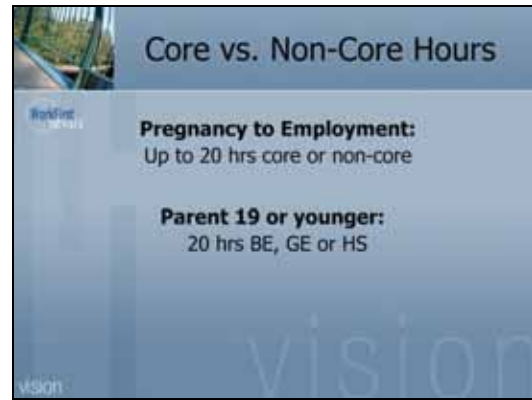 Core vs. Non-Core Hours
Pregnancy to Employment:
Up to 20 hrs core or non-core
Parent 19 or younger:
20 hrs BE, GE or HS
vision
vision